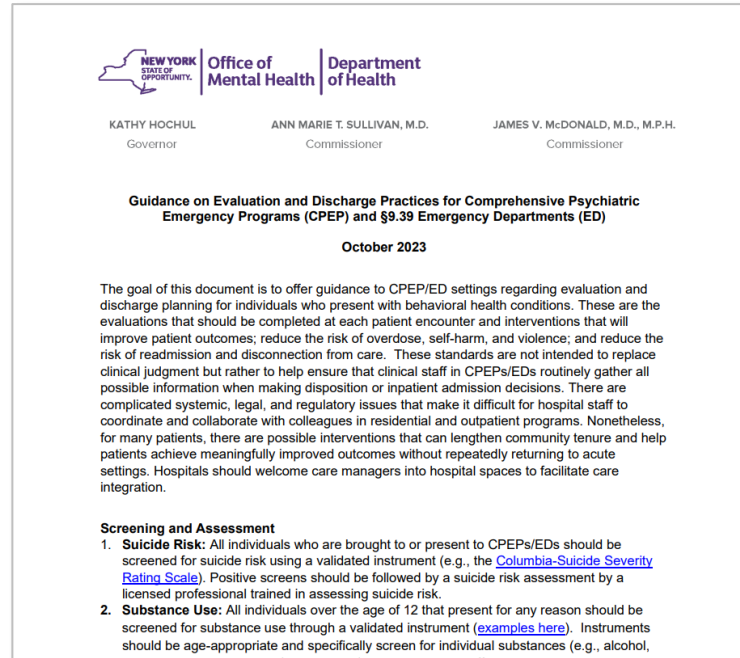 NEW YORK
STATE OF
OPPORTUNITY.
Office of
Mental Health
Department
of Health
KATHY HOCHUL
Governor
ANN MARIE T. SULLIVAN, M.D.
Commissioner
JAMES V. McDONALD, M.D., M.P.H.
Commissioner
Guidance on Evaluation and Discharge Practices for Comprehensive Psychiatric
Emergency Programs (CPEP) and §9.39 Emergency Departments (ED)
October 2023
The goal of this document is to offer guidance to CPEP/ED settings regarding evaluation and
discharge planning for individuals who present with behavioral health conditions. These are the
evaluations that should be completed at each patient encounter and interventions that will
improve patient outcomes; reduce the risk of overdose, self-harm, and violence; and reduce the
risk of readmission and disconnection from care. These standards are not intended to replace
clinical judgment but rather to help ensure that clinical staff in CPEPs/EDs routinely gather all
possible information when making disposition or inpatient admission decisions. There are
complicated systemic, legal, and regulatory issues that make it difficult for hospital staff to
coordinate and collaborate with colleagues in residential and outpatient programs. Nonetheless,
for many patients, there are possible interventions that can lengthen community tenure and help
patients achieve meaningfully improved outcomes without repeatedly returning to acute
settings. Hospitals should welcome care managers into hospital spaces to facilitate care
integration.
Screening and Assessment
1. Suicide Risk: All individuals who are brought to or present to CPEPs/EDs should be
screened for suicide risk using a validated instrument (e.g., the Columbia-Suicide Severity
Rating Scale). Positive screens should be followed by a suicide risk assessment by a
licensed professional trained in assessing suicide risk.
2. Substance Use: All individuals over the age of 12 that present for any reason should be
screened for substance use through a validated instrument (examples here). Instruments
should be age-appropriate and specifically screen for individual substances (e.g., alcohol,